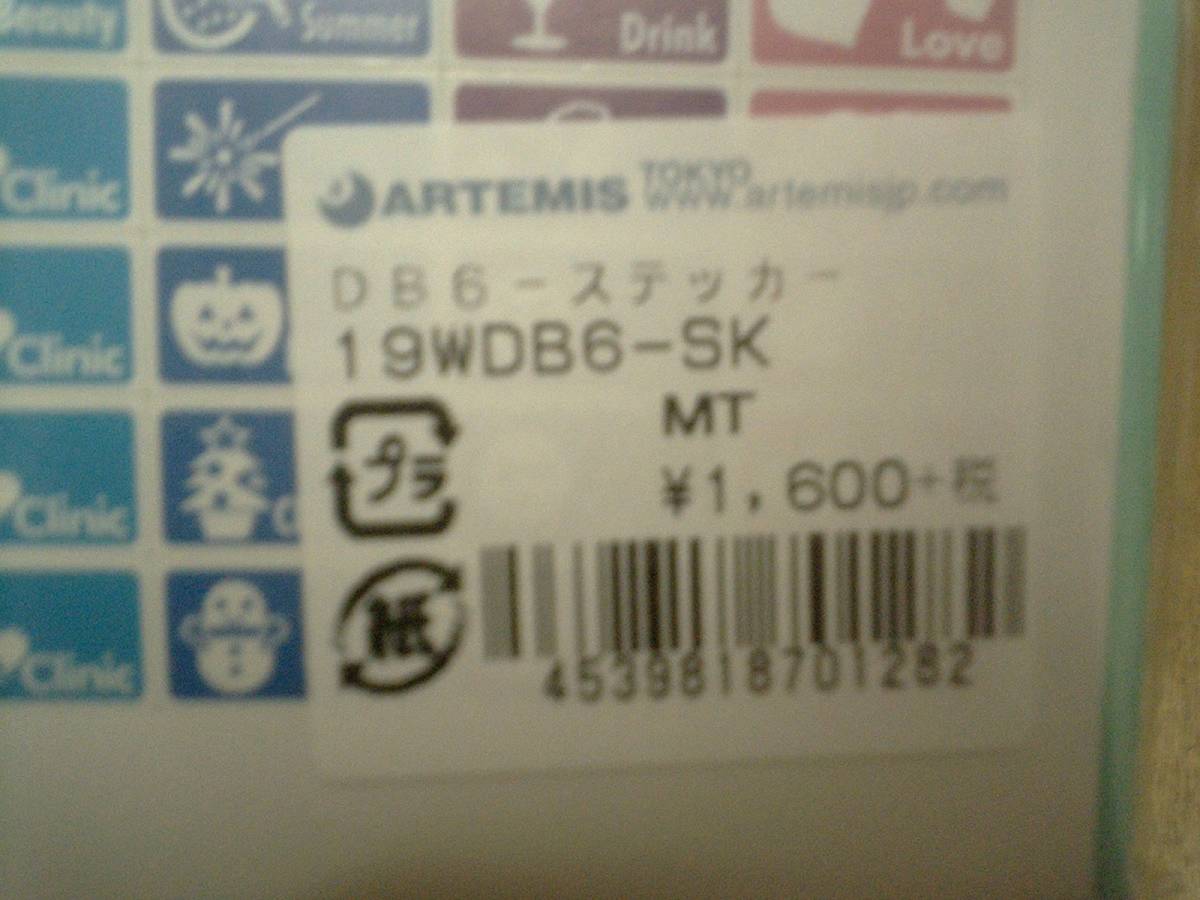 Beauty
Summer
Drink
Love
Clinic
ARTEMIS TOKYO
www.artemisjp.com
DB6-ステッカー
Clinic
19WDB6-SK
MT
プラ
¥1,600+税
Clinic
紙
4539818701282
Clinic